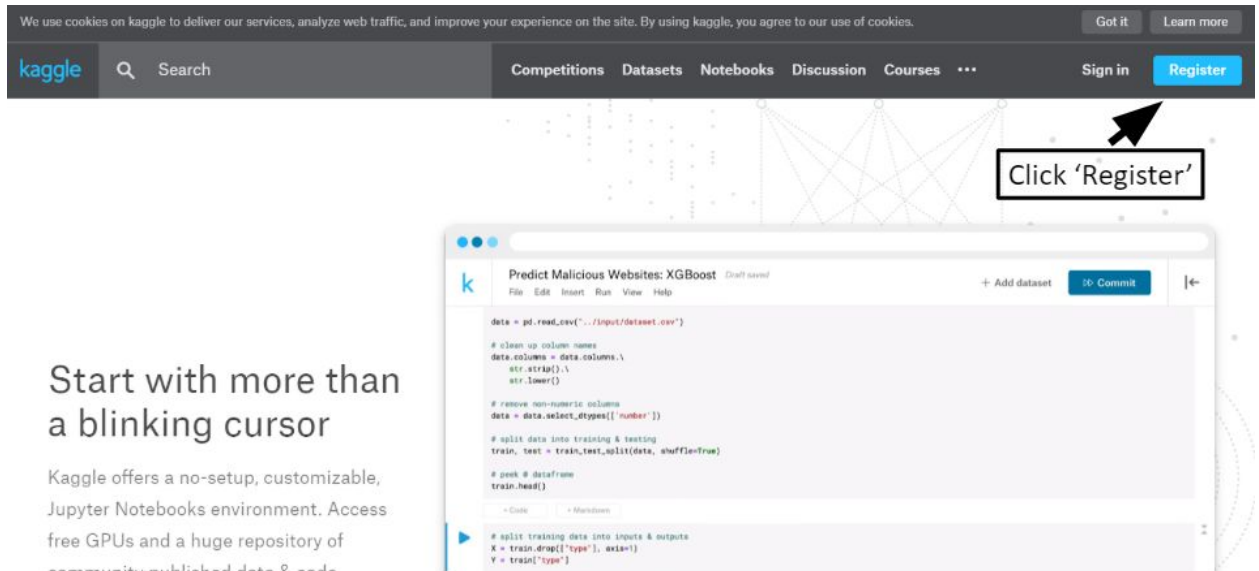 We use cookies on kaggle to deliver our services, analyze web traffic, and improve your experience on the site. By using kaggle, you agree to our use of cookies.
Got it
Learn more
kaggle
Search
Competitions Datasets Notebooks Discussion Courses •••
Sign in
Register
Click ‘Register’
k
Predict Malicious Websites: XGBoost Draft saved
File Edit Insert Run View Help
+ Add dataset
Commit
data = pd.read_csv("../input/dataset.csv")
# clean up column names
data.columns = data.columns.\
str.strip().\
str.lower()
# remove non-numeric columns
data = data.select_dtypes(['number'])
# split data into training & testing
train, test = train_test_split(data, shuffle=True)
# peek @ dataframe
train.head()
+ Code
+ Markdown
# split training data into inputs & outputs
X = train.drop(["type"], axis=1)
Y = train["type"]
Start with more than
a blinking cursor
Kaggle offers a no-setup, customizable,
Jupyter Notebooks environment. Access
free GPUs and a huge repository of
community published data & code